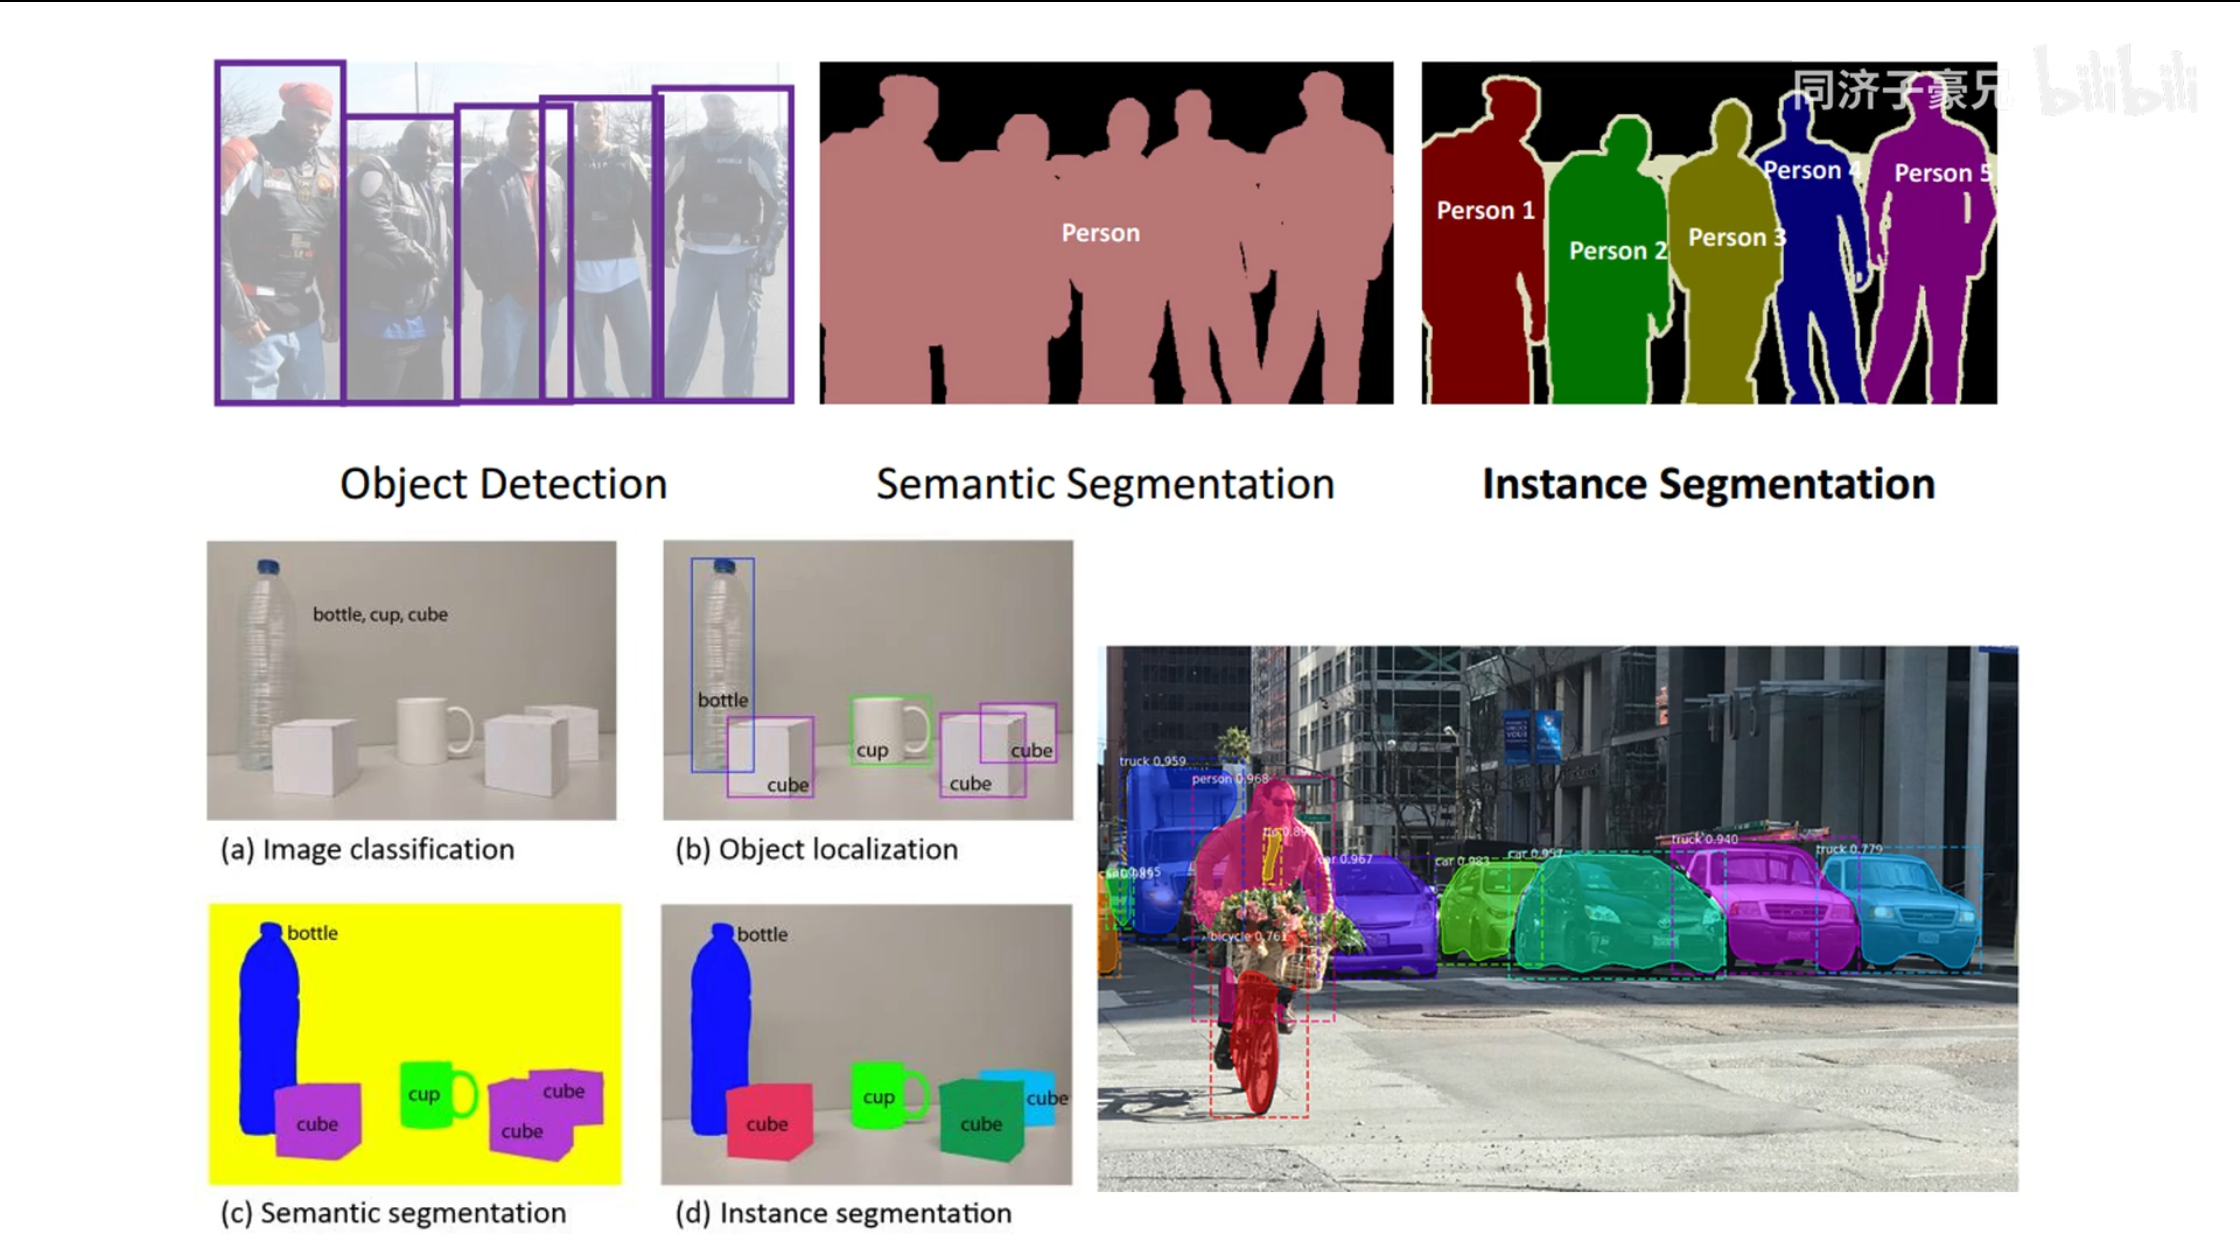 同济子豪兄 bilibili
Person
Person 1
Person 2
Person 3
Person 4
Person 5
Object Detection
Semantic Segmentation
Instance Segmentation
bottle, cup, cube
(a) Image classification
bottle
cup
cube
cube
cube
(b) Object localization
bottle
cup
cube
cube
cube
(c) Semantic segmentation
bottle
cup
cube
cube
cube
(d) Instance segmentation
truck 0.959
person 0.968
car 0.967
car 0.983
car 0.957
truck 0.940
truck 0.779
bicycle 0.761